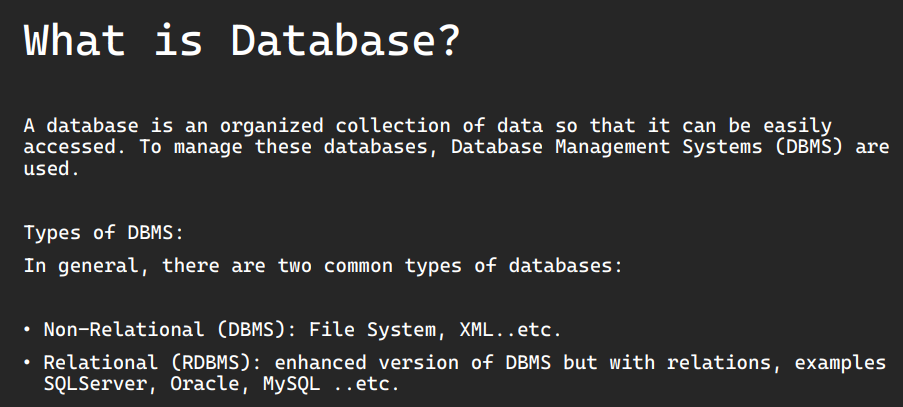 What is Database?
A database is an organized collection of data so that it can be easily
accessed. To manage these databases, Database Management Systems (DBMS) are
used.
Types of DBMS:
In general, there are two common types of databases:
• Non-Relational (DBMS): File System, XML..etc.
• Relational (RDBMS): enhanced version of DBMS but with relations, examples
SQLServer, Oracle, MySQL ..etc.